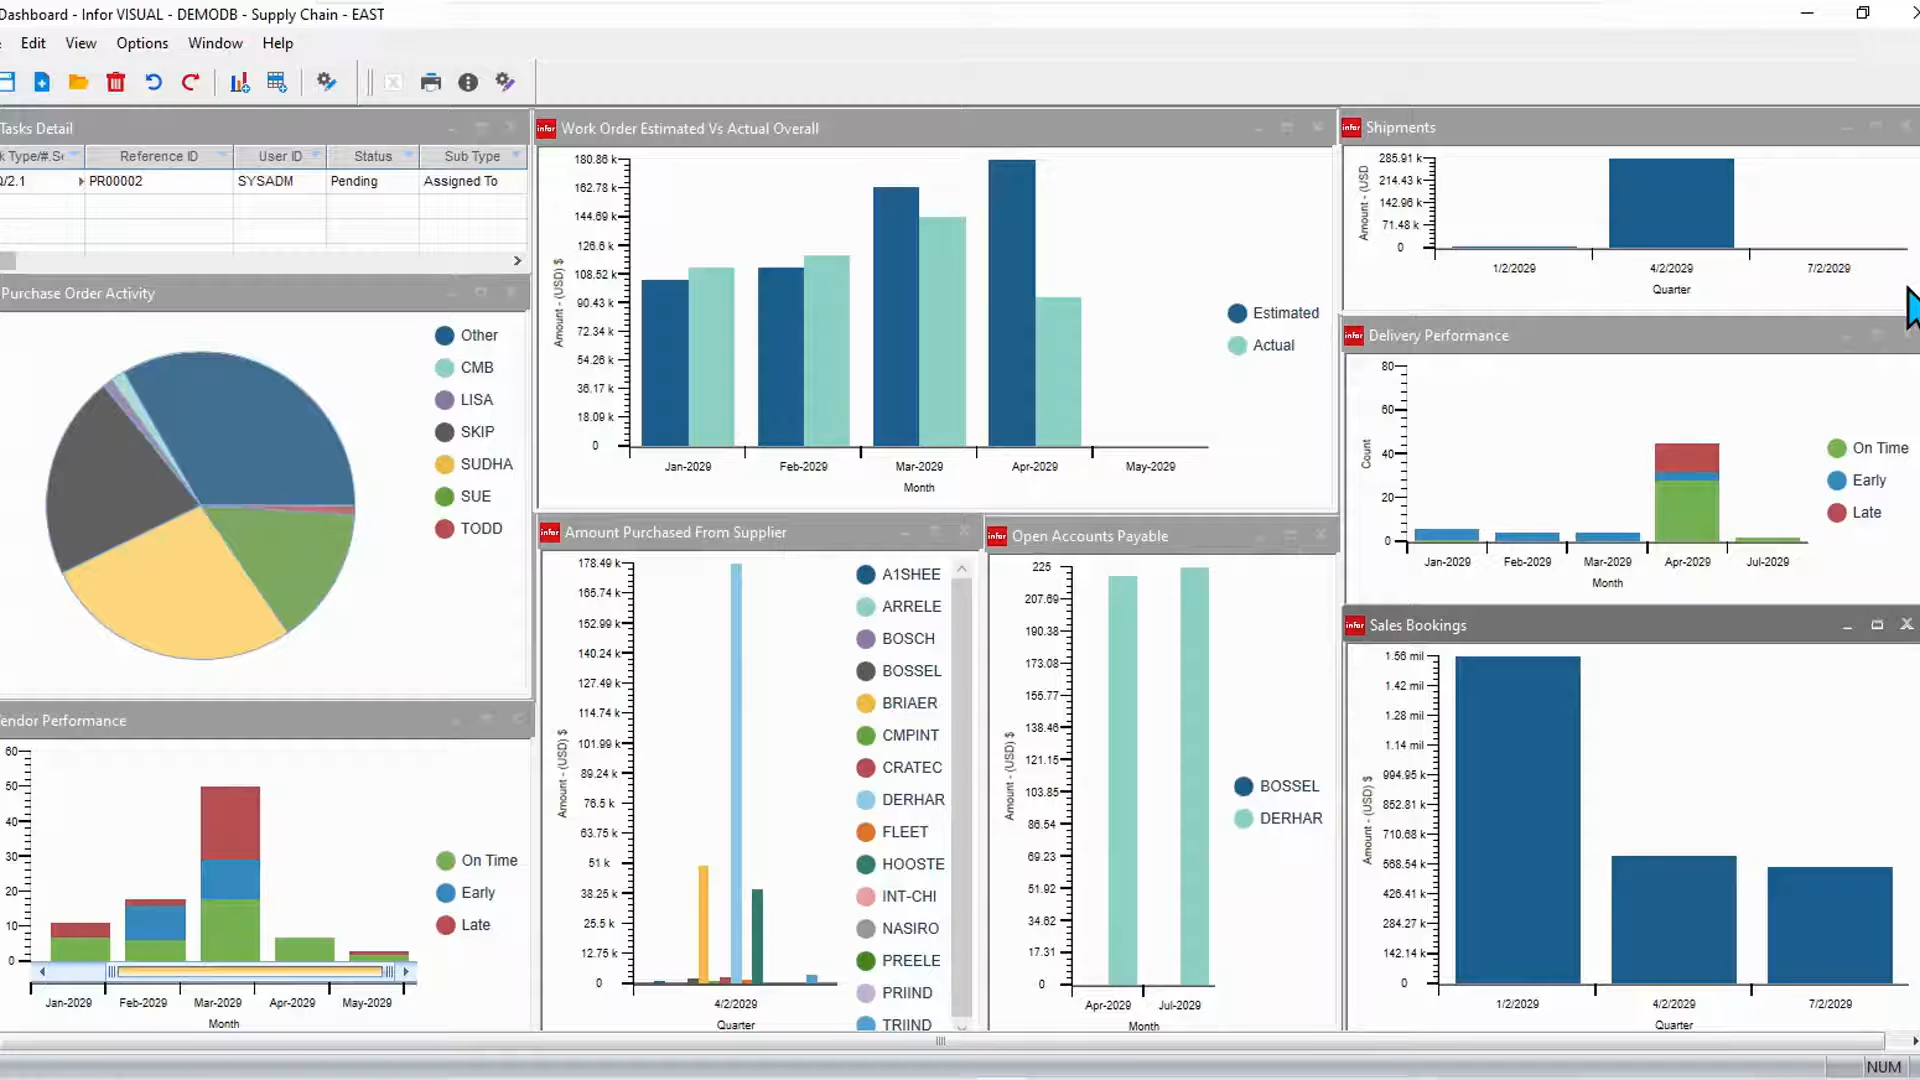 Dashboard - Infor VISUAL - DEMODB - Supply Chain - EAST
Edit View Options Window Help
Tasks Detail
k Type/#.Se Reference ID User ID Status Sub Type
Q/2.1 PR00002 SYSADM Pending Assigned To
Purchase Order Activity
Other
CMB
LISA
SKIP
SUDHA
SUE
TODD
endor Performance
60
50
40
30
20
10
0
On Time
Early
Late
Jan-2029 Feb-2029 Mar-2029 Apr-2029 May-2029
Month
infor Work Order Estimated Vs Actual Overall
Amount - (USD) $
180.86 k
162.78 k
144.69 k
126.6 k
108.52 k
90.43 k
72.34 k
54.26 k
36.17 k
18.09 k
0
Estimated
Actual
Jan-2029 Feb-2029 Mar-2029 Apr-2029 May-2029
Month
infor Amount Purchased From Supplier
Amount - (USD) $
178.49 k
165.74 k
152.99 k
140.24 k
127.49 k
114.74 k
101.99 k
89.24 k
76.5 k
63.75 k
51 k
38.25 k
25.5 k
12.75 k
0
4/2/2029
Quarter
A1SHEE
ARRELE
BOSCH
BOSSEL
BRIAER
CMPINT
CRATEC
DERHAR
FLEET
HOOSTE
INT-CHI
NASIRO
PREELE
PRIIND
TRIIND
infor Open Accounts Payable
Amount - (USD) $
225
207.69
190.38
173.08
155.77
138.46
121.15
103.85
86.54
69.23
51.92
34.62
17.31
0
BOSSEL
DERHAR
Apr-2029 Jul-2029
Month
infor Shipments
Amount - (USD
285.91 k
214.43 k
142.96 k
71.48 k
0
1/2/2029 4/2/2029 7/2/2029
Quarter
infor Delivery Performance
Count
80
60
40
20
0
On Time
Early
Late
Jan-2029 Feb-2029 Mar-2029 Apr-2029 Jul-2029
Month
infor Sales Bookings
Amount - (USD) $
1.56 mil
1.42 mil
1.28 mil
1.14 mil
994.95 k
852.81 k
710.68 k
568.54 k
426.41 k
284.27 k
142.14 k
0
1/2/2029 4/2/2029 7/2/2029
Quarter
NUM